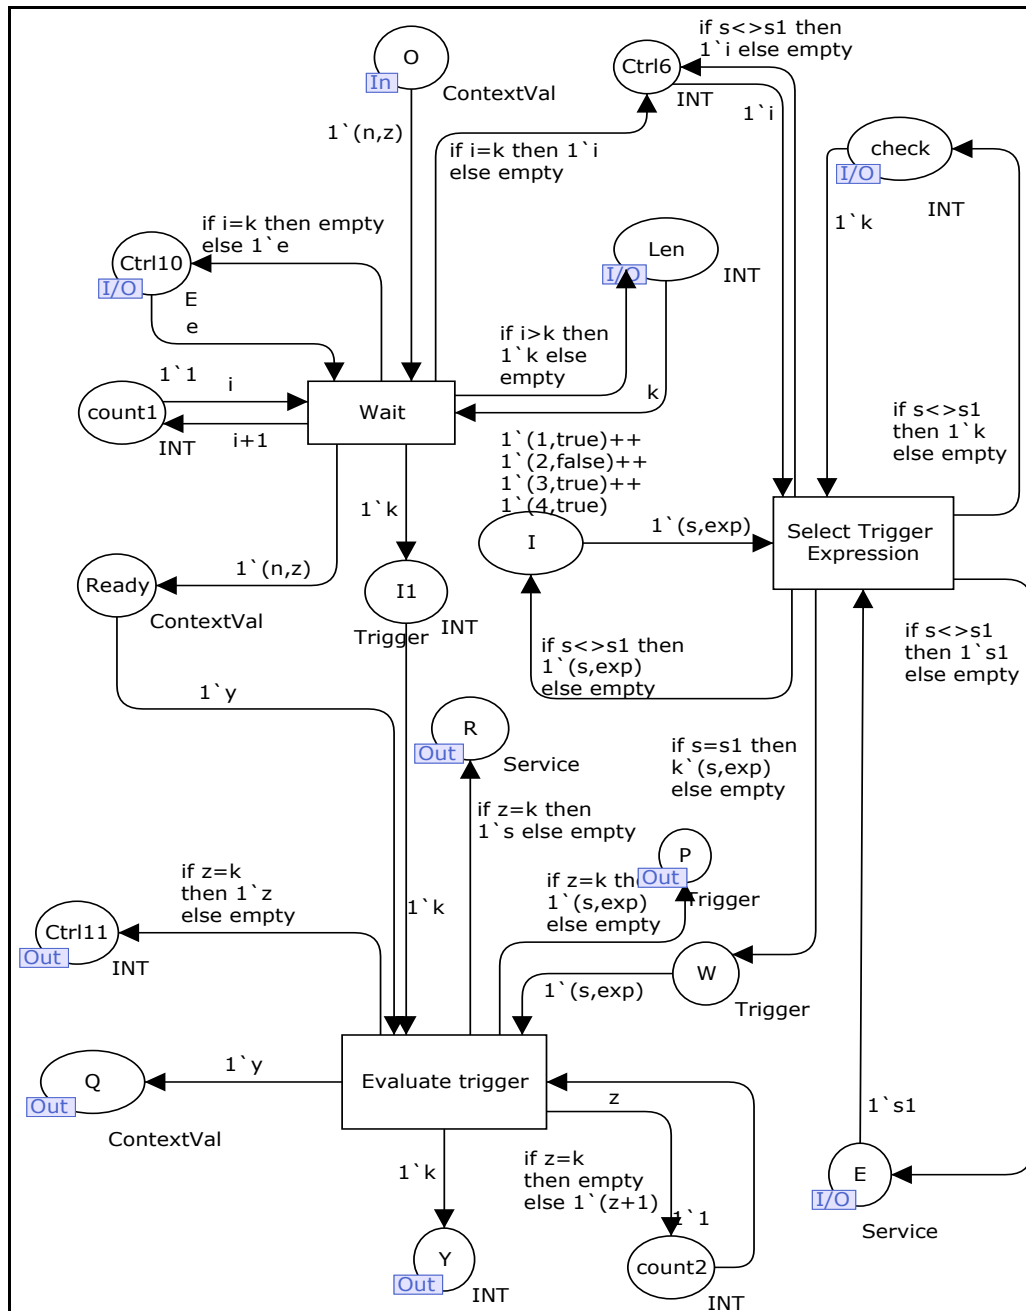 if s<>s1 then
1`i else empty
O
In
ContextVal
Ctrl6
INT
1`(n,z)
1`i
if i=k then 1`i
else empty
check
I/O
INT
1`k
if i=k then empty
else 1`e
Ctrl10
I/O
E
e
Len
I/O
INT
if i>k then
1`k else
empty
k
1`1
i
count1
INT
i+1
Wait
if s<>s1
then 1`k
else empty
1`(1,true)++
1`(2,false)++
1`(3,true)++
1`(4,true)
I
1`(s,exp)
Select Trigger
Expression
1`k
Ready
1`(n,z)
ContextVal
I1
Trigger
INT
if s<>s1 then
1`(s,exp)
else empty
if s<>s1
then 1`s1
else empty
1`y
R
Out
Service
if z=k then
1`s else empty
if s=s1 then
k`(s,exp)
else empty
P
Out
Trigger
if z=k
then 1`z
else empty
if z=k the
1`(s,exp)
else empty
1`k
Ctrl11
Out
INT
W
Trigger
1`(s,exp)
Q
Out
1`y
ContextVal
Evaluate trigger
z
1`s1
1`k
if z=k
then empty
else 1`(z+1)
1`1
E
I/O
Service
Y
Out
INT
count2
INT